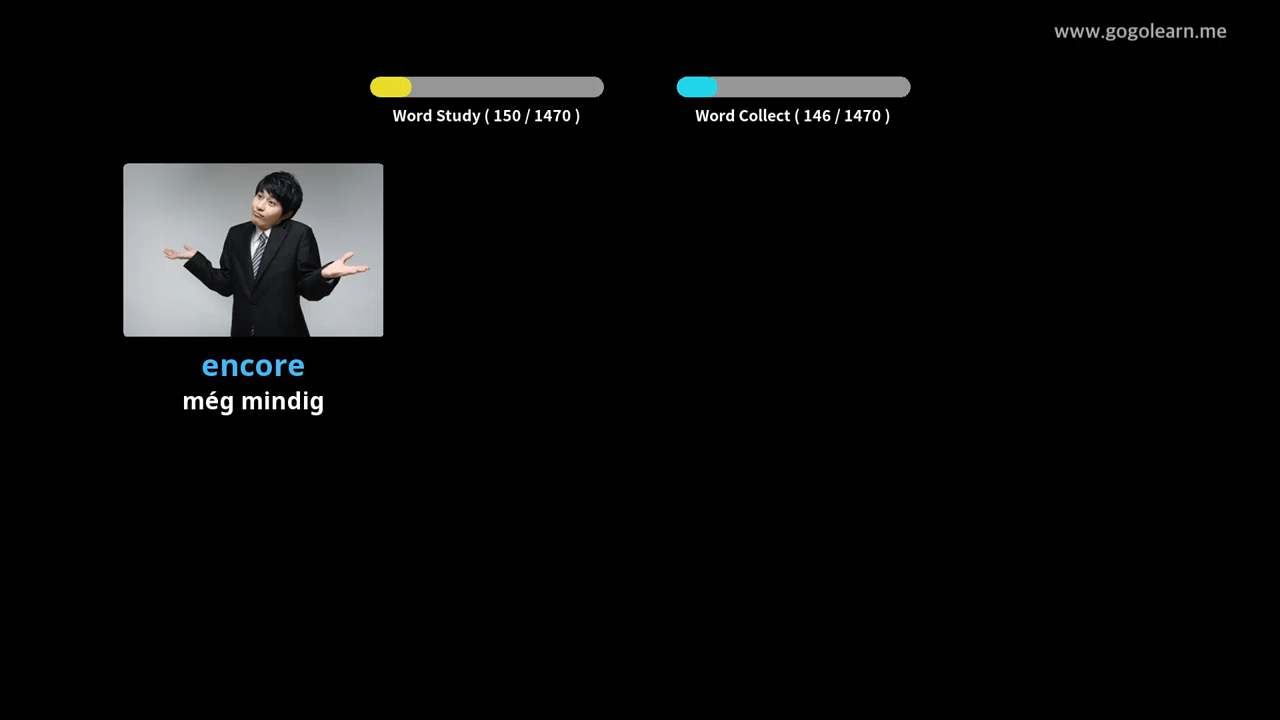 www.gogolearn.me
Word Study ( 150 / 1470 )
Word Collect ( 146 / 1470 )
encore
még mindig